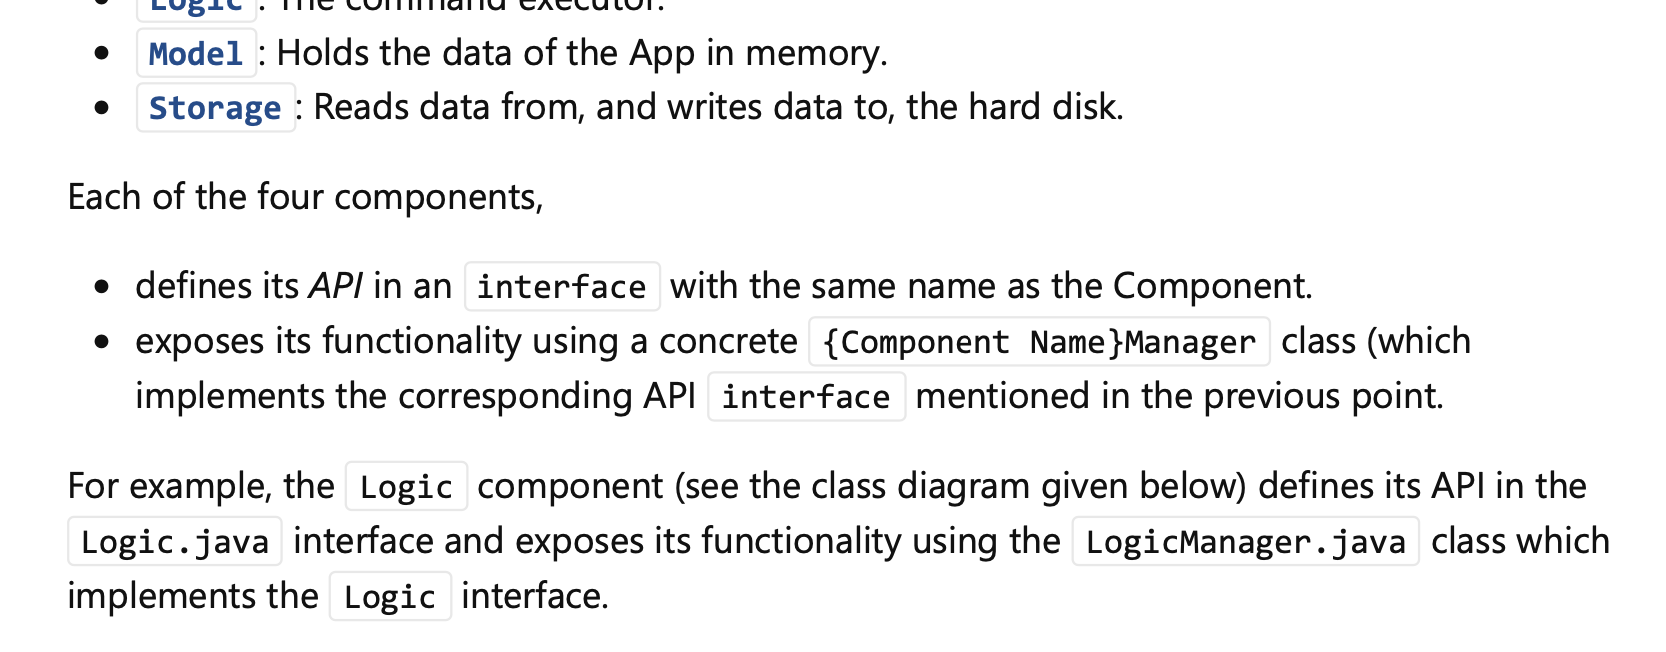 Logic: The command executor.
Model: Holds the data of the App in memory.
Storage: Reads data from, and writes data to, the hard disk.
Each of the four components,
defines its API in an interface with the same name as the Component.
exposes its functionality using a concrete {Component Name}Manager class (which
implements the corresponding API interface mentioned in the previous point.
For example, the Logic component (see the class diagram given below) defines its API in the
Logic.java interface and exposes its functionality using the LogicManager.java class which
implements the Logic interface.